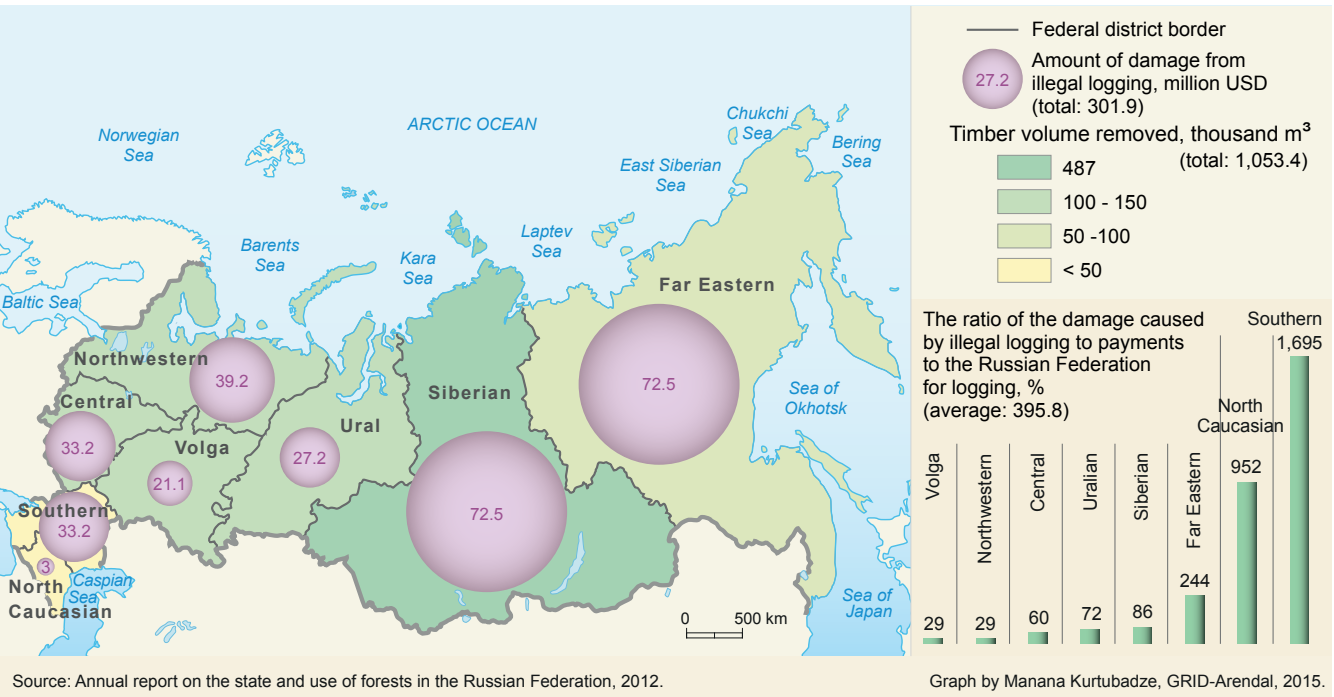 Norwegian
Sea
ARCTIC OCEAN
Chukchi
Sea
Bering
Sea
East Siberian
Sea
Laptev
Sea
Kara
Sea
Barents
Sea
Baltic Sea
Far Eastern
72.5
Sea of
Okhotsk
Northwestern
39.2
Siberian
72.5
Central
33.2
Ural
27.2
Volga
21.1
Southern
33.2
3
North
Caucasian
Caspian
Sea
0 500 km
Sea of
Japan
Federal district border
27.2
Amount of damage from
illegal logging, million USD
(total: 301.9)
Timber volume removed, thousand m³
(total: 1,053.4)
487
100 - 150
50 -100
< 50
The ratio of the damage caused
by illegal logging to payments
to the Russian Federation
for logging, %
(average: 395.8)
Volga
29
Northwestern
29
Central
60
Uralian
72
Siberian
86
Far Eastern
244
North
Caucasian
952
Southern
1,695
Source: Annual report on the state and use of forests in the Russian Federation, 2012.
Graph by Manana Kurtubadze, GRID-Arendal, 2015.